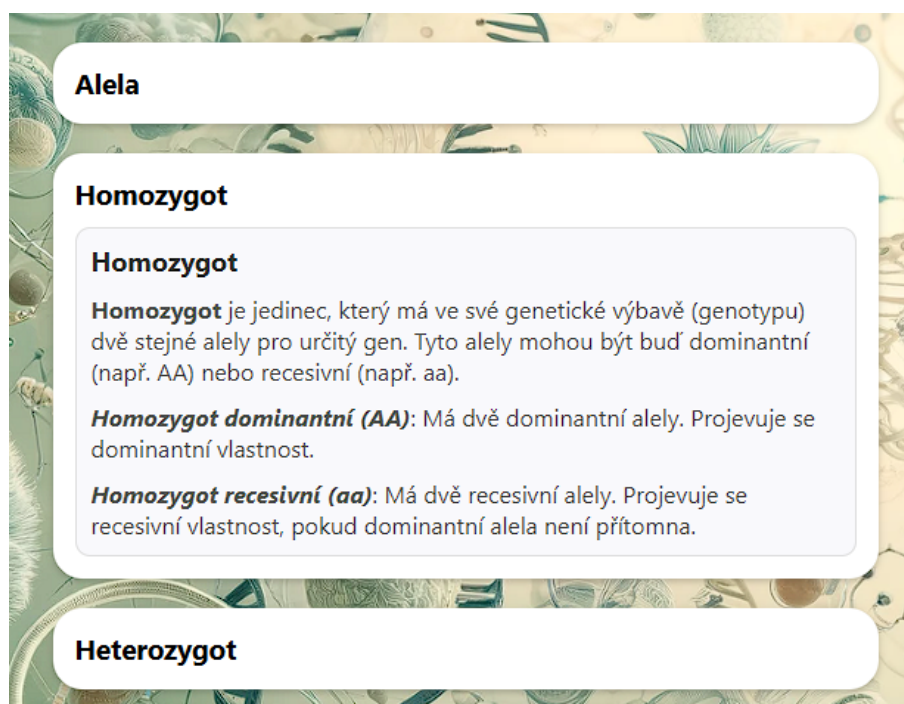 Alela
Homozygot
Homozygot
Homozygot je jedinec, který má ve své genetické výbavě (genotypu)
dvě stejné alely pro určitý gen. Tyto alely mohou být buď dominantní
(např. AA) nebo recesivní (např. aa).
Homozygot dominantní (AA): Má dvě dominantní alely. Projevuje se
dominantní vlastnost.
Homozygot recesivní (aa): Má dvě recesivní alely. Projevuje se
recesivní vlastnost, pokud dominantní alela není přítomna.
Heterozygot